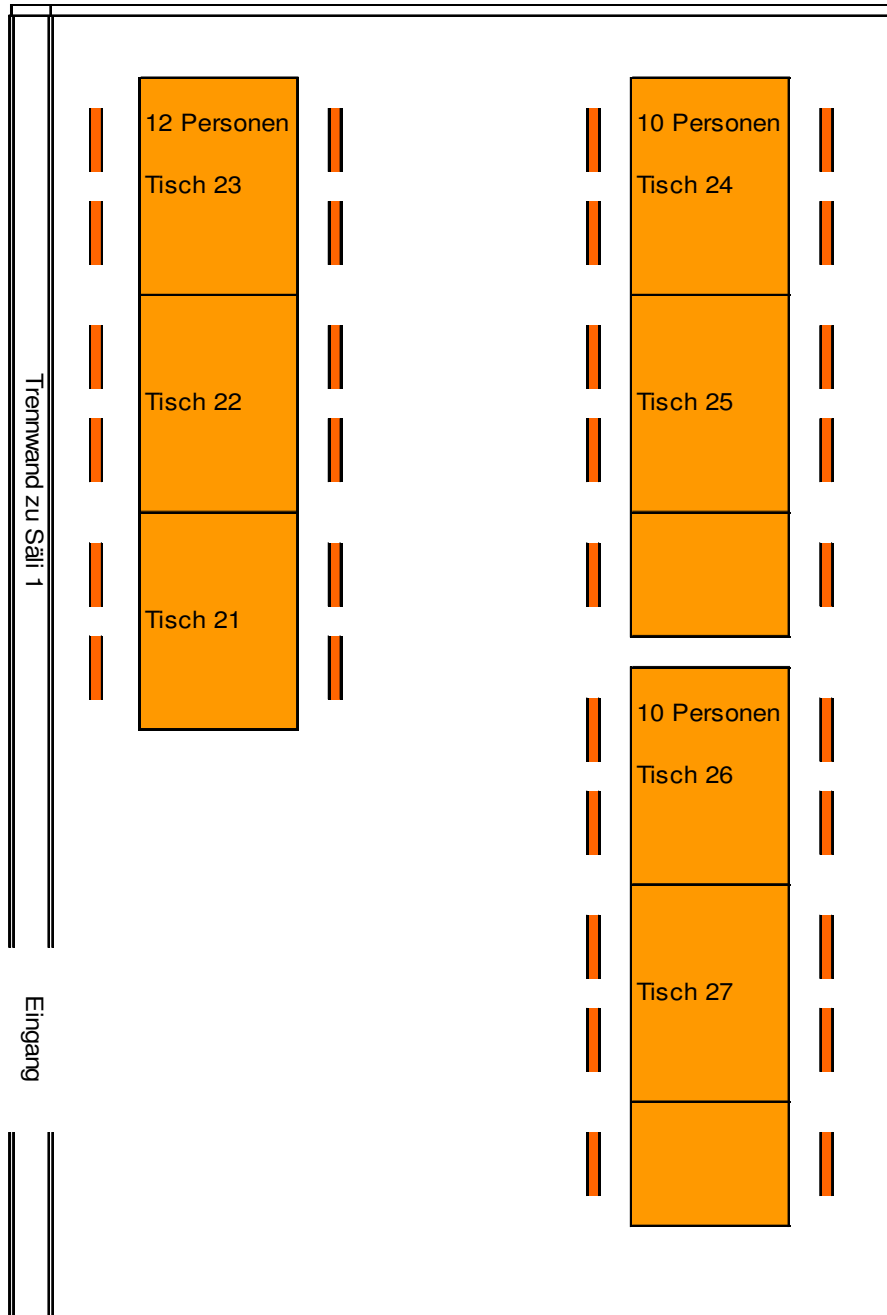 12 Personen
Tisch 23
Tisch 22
Tisch 21
10 Personen
Tisch 24
Tisch 25
10 Personen
Tisch 26
Tisch 27
Trennwand zu Säli 1
Eingang